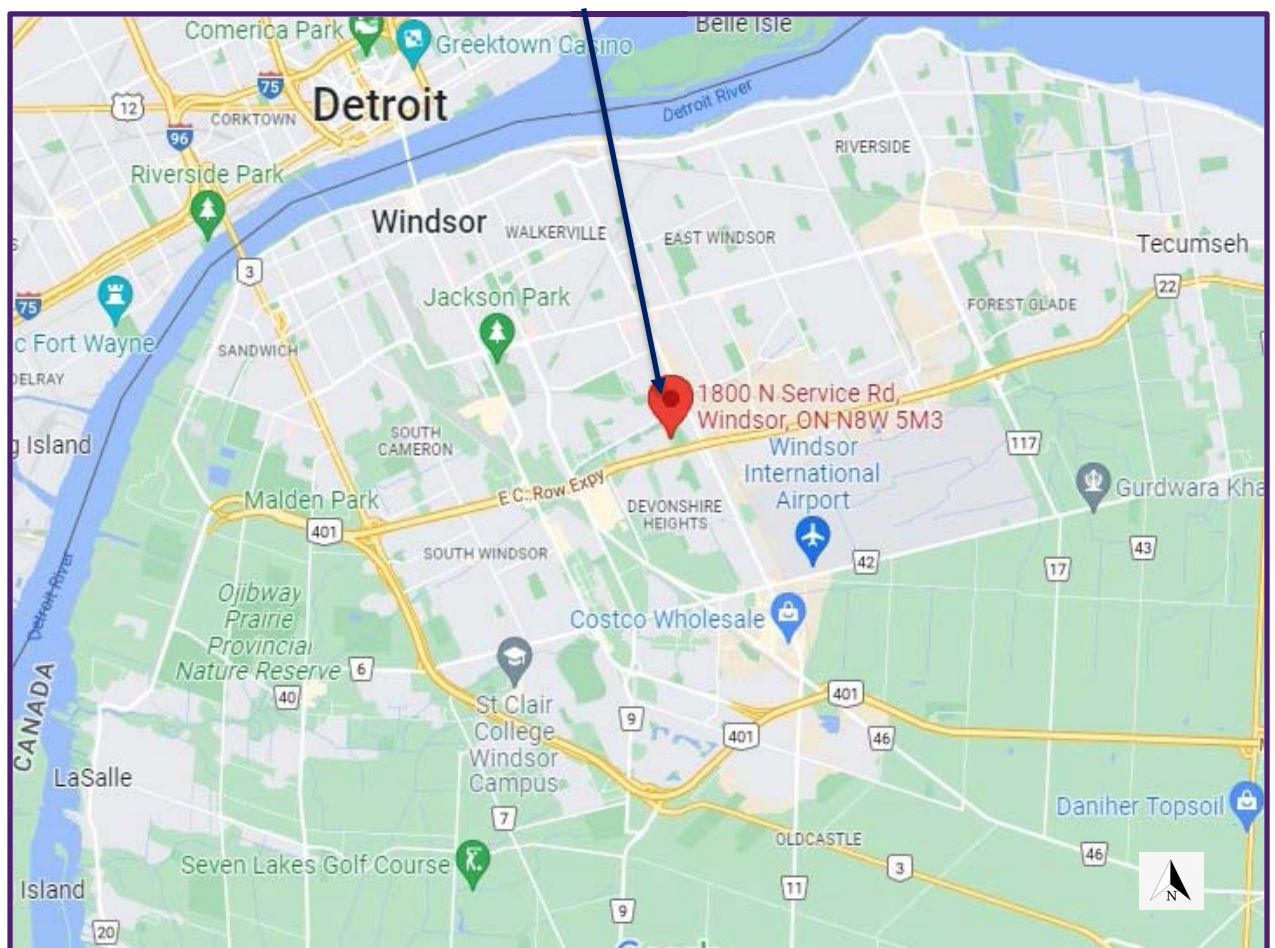 Comerica Park
Belle Isle
Greektown Casino
75
12
Detroit
CORKTOWN
96
Detroit River
RIVERSIDE
Riverside Park
Windsor
WALKERVILLE
EAST WINDSOR
Tecumseh
3
22
75
Jackson Park
FOREST GLADE
c Fort Wayne
SANDWICH
DELRAY
1800 N Service Rd,
Windsor, ON N8W 5M3
SOUTH
CAMERON
g Island
Windsor
International
Airport
117
E C. Row Expy
Malden Park
DEVONSHIRE
HEIGHTS
Gurdwara Kha
401
SOUTH WINDSOR
43
42
17
Detroit River
Ojibway
Prairie
Provincial
Nature Reserve
Costco Wholesale
6
40
CANADA
St Clair
College
Windsor
Campus
401
9
401
46
LaSalle
7
Daniher Topsoil
OLDCASTLE
46
Seven Lakes Golf Course
3
Island
11
N
9
20